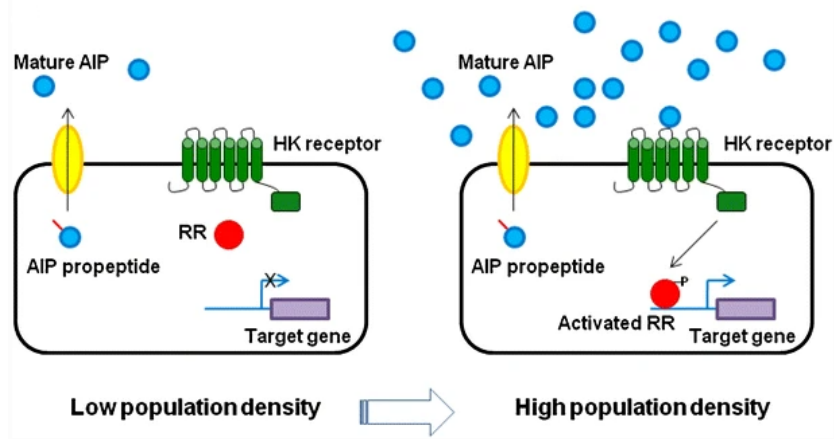 Mature AIP
HK receptor
RR
AIP propeptide
X
Target gene
Low population density
Mature AIP
HK receptor
AIP propeptide
P
Activated RR
Target gene
High population density